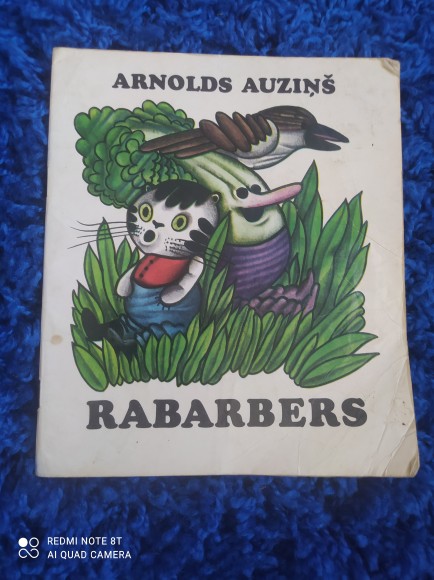 ARNOLDS AUZIŅŠ
RABARBERS
REDMI NOTE 8T
AI QUAD CAMERA